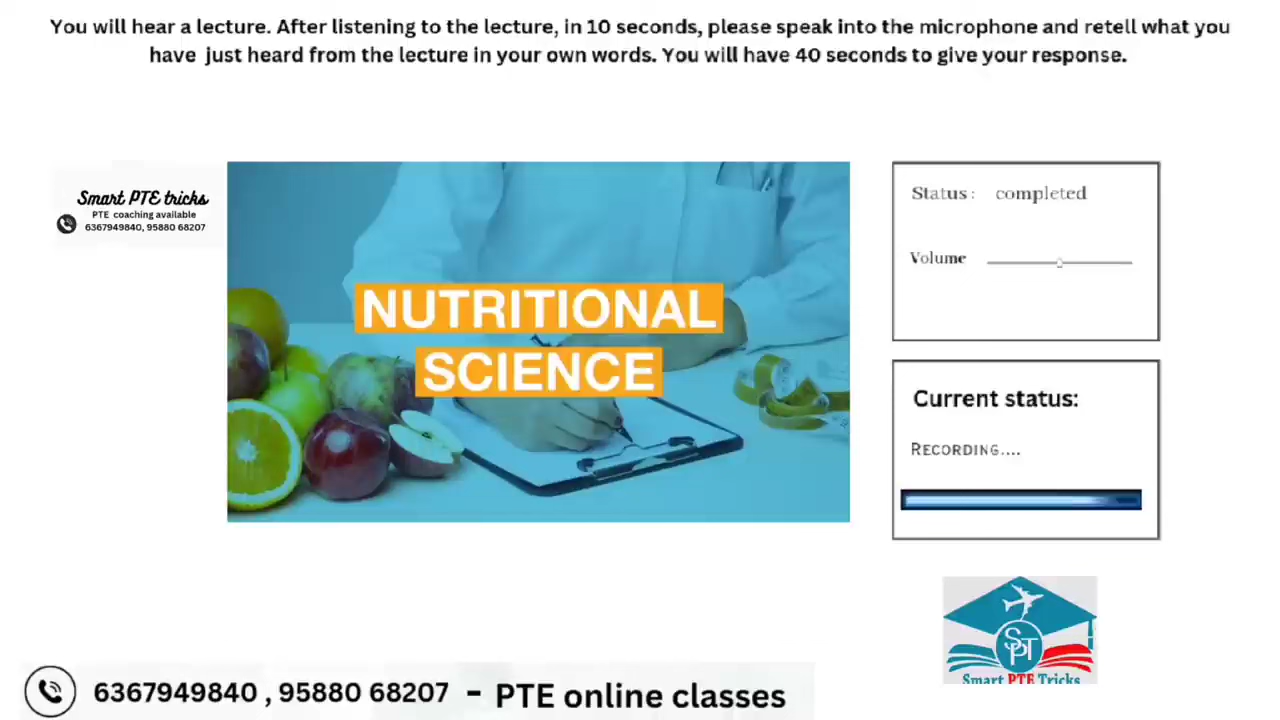 You will hear a lecture. After listening to the lecture, in 10 seconds, please speak into the microphone and retell what you
have just heard from the lecture in your own words. You will have 40 seconds to give your response.
Smart PTE tricks
PTE coaching available
6367949840, 95880 68207
NUTRITIONAL
SCIENCE
Status : completed
Volume
Current status:
RECORDING....
SPT
Smart PTE Tricks
6367949840 , 95880 68207 - PTE online classes